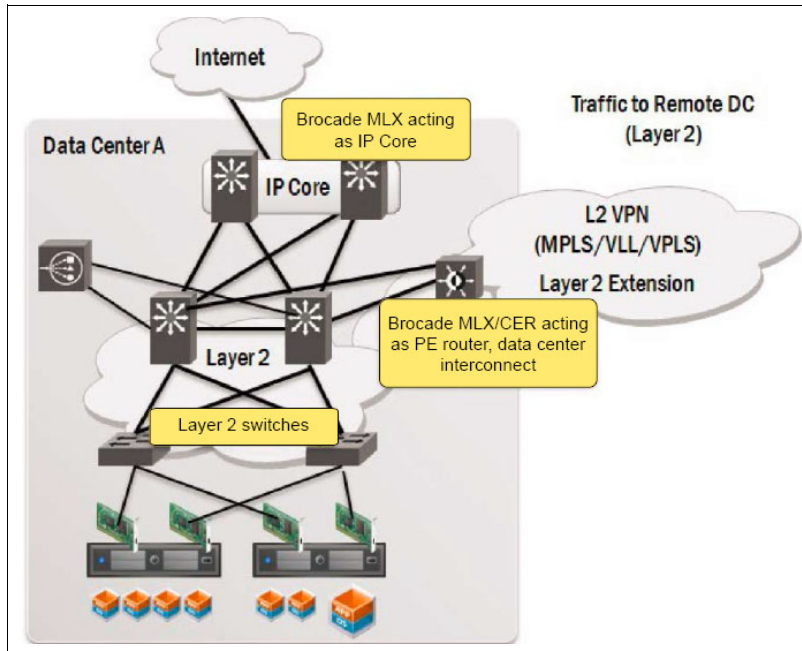 Internet
Brocade MLX acting
as IP Core
Traffic to Remote DC
(Layer 2)
Data Center A
IP Core
L2 VPN
(MPLS/VLL/VPLS)
Layer 2 Extension
Brocade MLX/CER acting
as PE router, data center
interconnect
Layer 2
Layer 2 switches
APP
OS